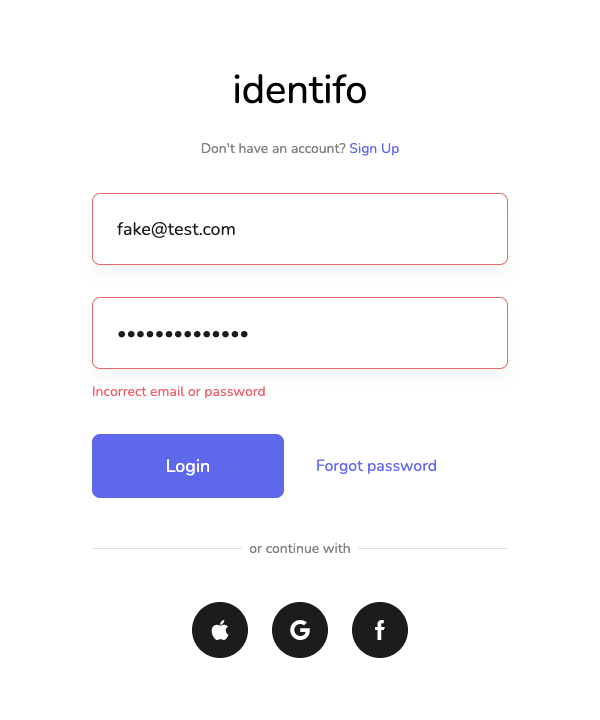 identifo
Don't have an account? Sign Up
fake@test.com
••••••••••••••
Incorrect email or password
Login Forgot password
or continue with